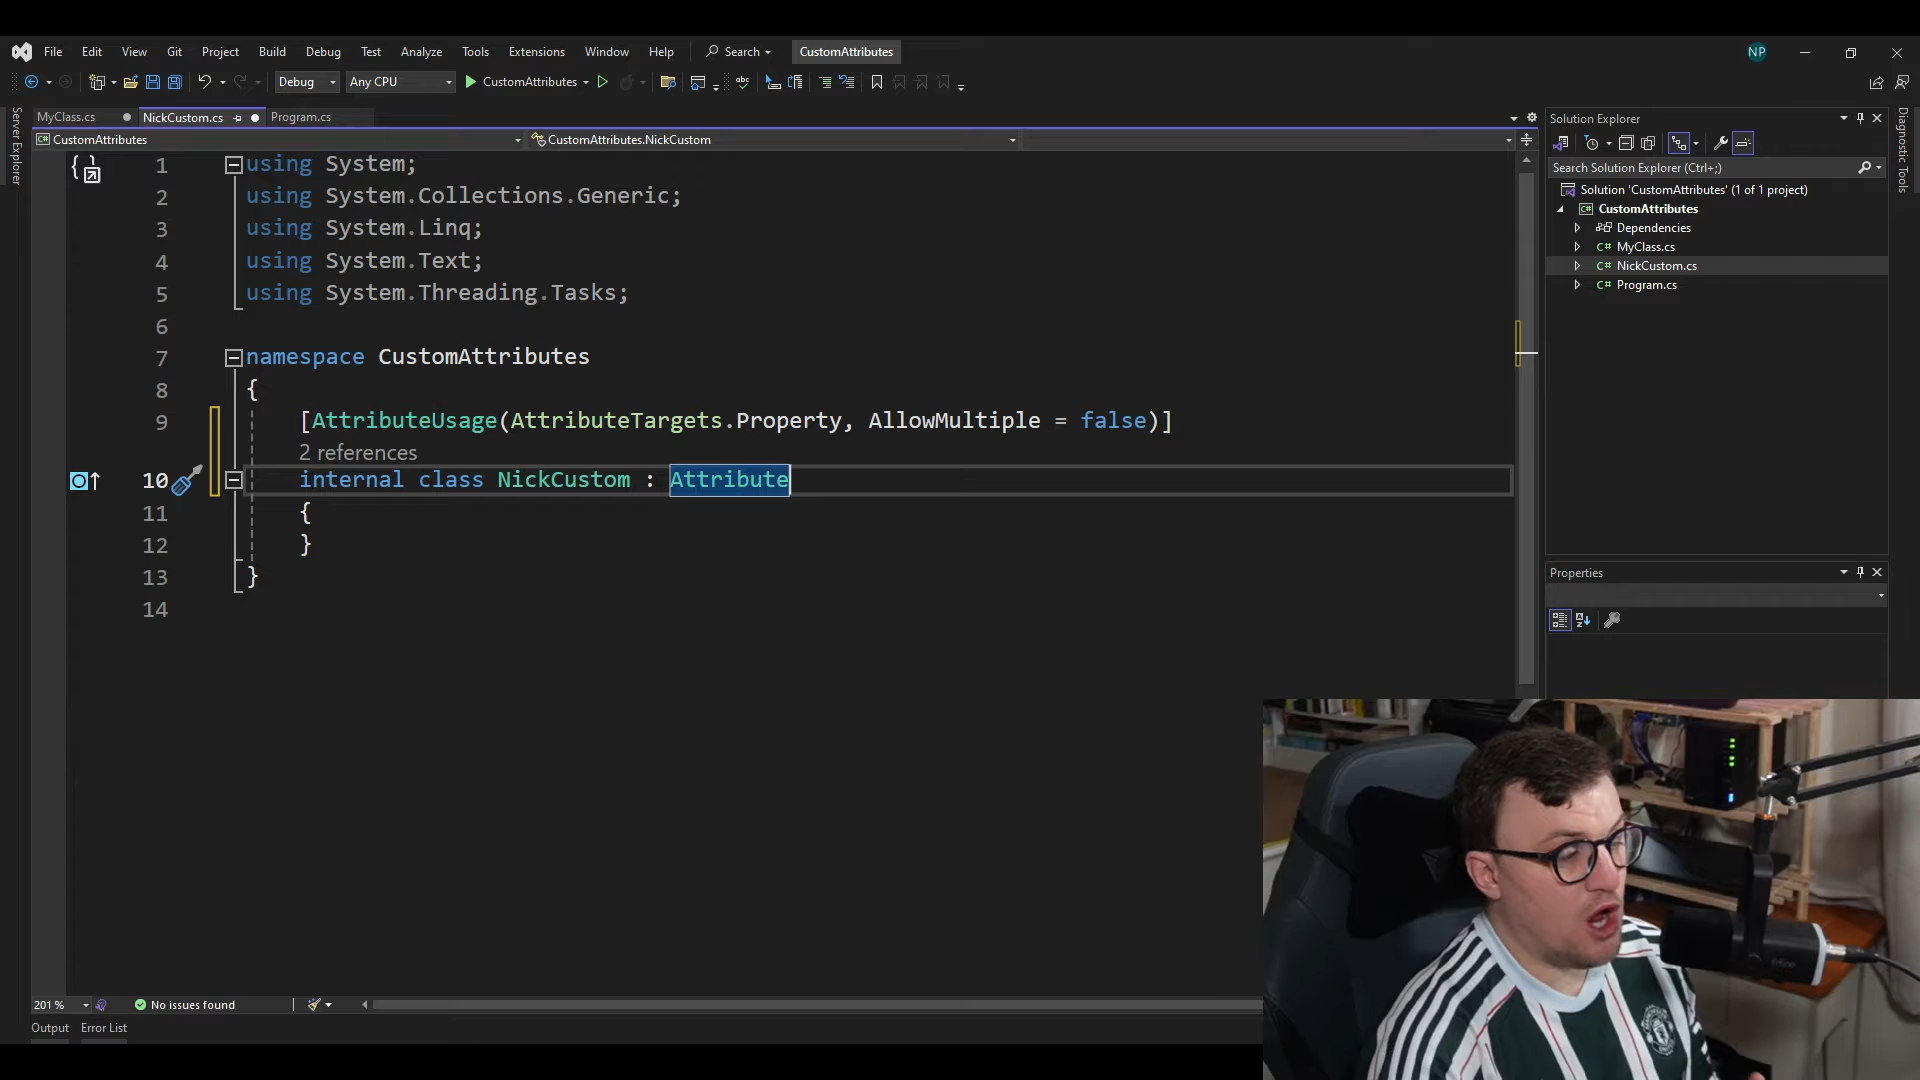 File Edit View Git Project Build Debug Test Analyze Tools Extensions Window Help Search CustomAttributes NP
Debug Any CPU CustomAttributes
MyClass.cs NickCustom.cs Program.cs
CustomAttributes CustomAttributes.NickCustom
Server Explorer
1 using System;
2 using System.Collections.Generic;
3 using System.Linq;
4 using System.Text;
5 using System.Threading.Tasks;
6
7 namespace CustomAttributes
8 {
9 [AttributeUsage(AttributeTargets.Property, AllowMultiple = false)]
2 references
10 internal class NickCustom : Attribute
11 {
12 }
13 }
14
201 % No issues found
Output Error List
Solution Explorer
Search Solution Explorer (Ctrl+;)
Solution 'CustomAttributes' (1 of 1 project)
CustomAttributes
Dependencies
C# MyClass.cs
C# NickCustom.cs
C# Program.cs
Properties
Diagnostic Tools